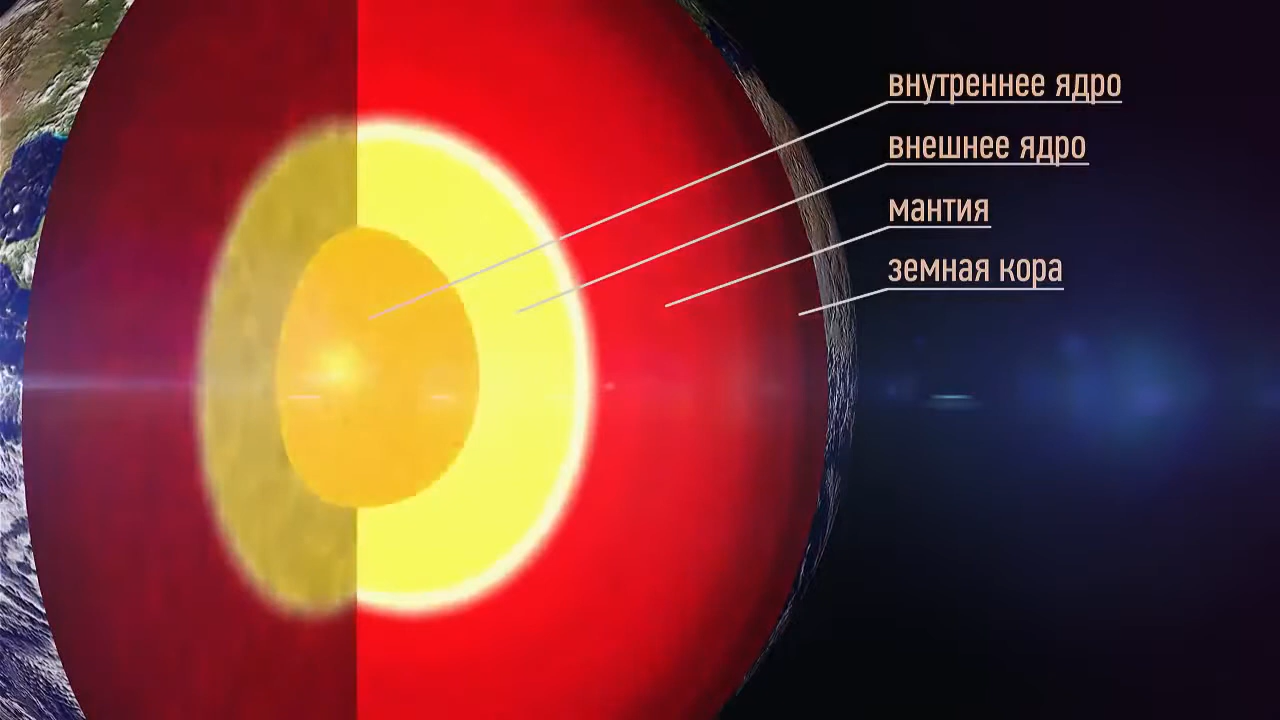 внутреннее ядро
внешнее ядро
мантия
земная кора